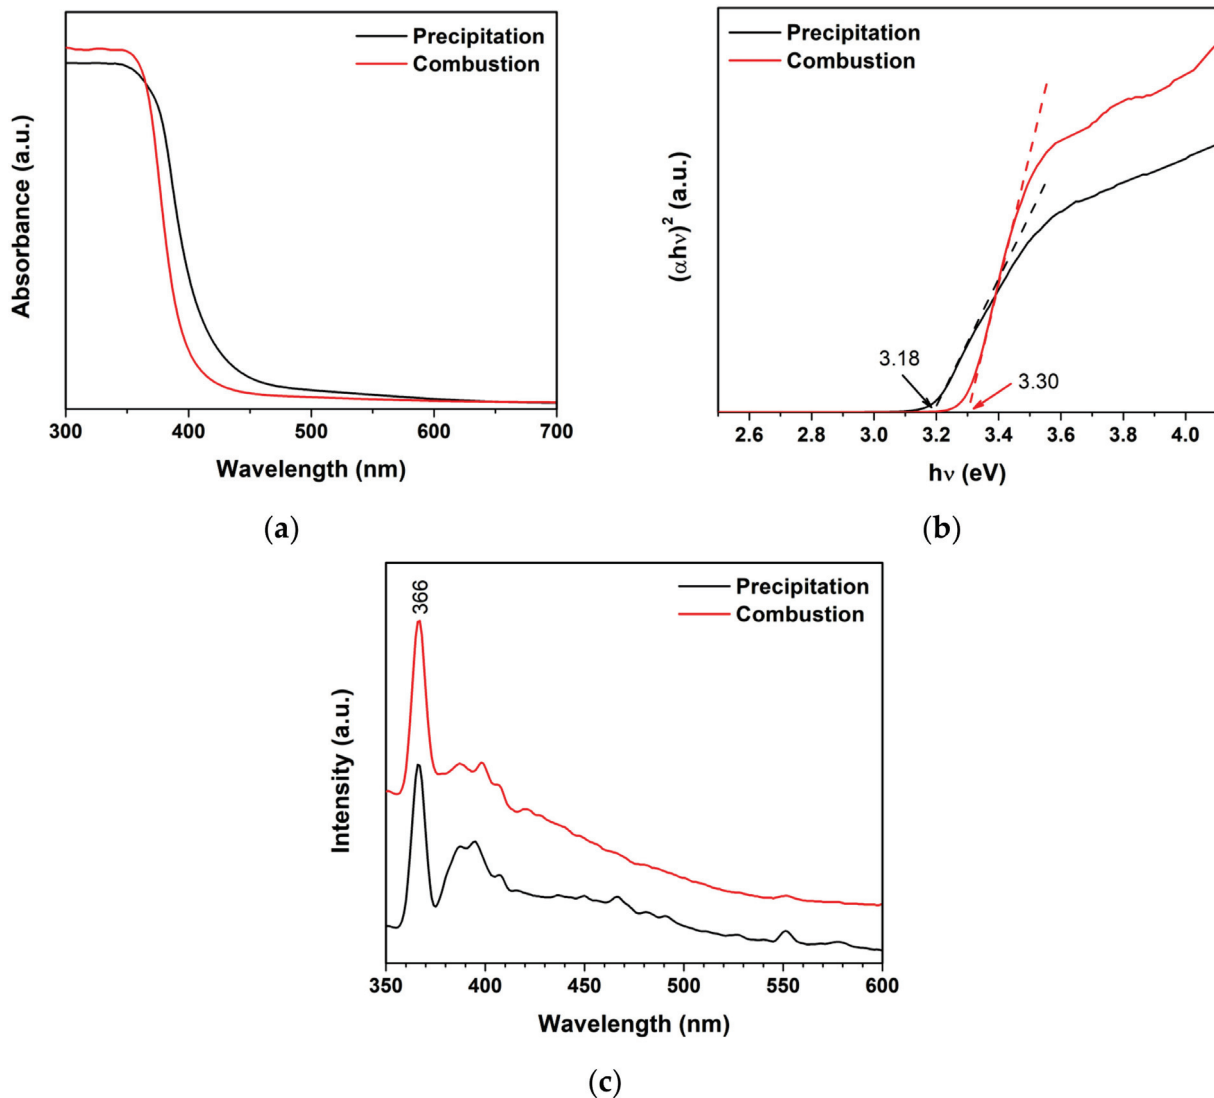 Precipitation
Combustion
Absorbance (a.u.)
300 400 500 600 700
Wavelength (nm)
(a)
Precipitation
Combustion
(αhν)² (a.u.)
3.18
3.30
2.6 2.8 3.0 3.2 3.4 3.6 3.8 4.0
hν (eV)
(b)
366
Precipitation
Combustion
Intensity (a.u.)
350 400 450 500 550 600
Wavelength (nm)
(c)